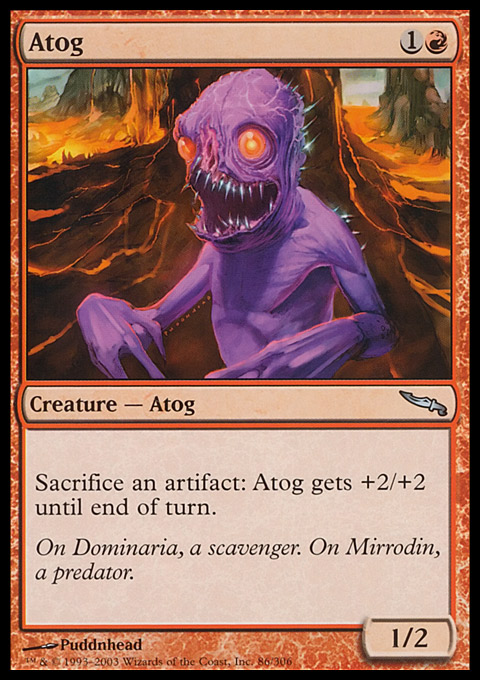 Atog 1
Creature — Atog
Sacrifice an artifact: Atog gets +2/+2
until end of turn.
On Dominaria, a scavenger. On Mirrodin,
a predator.
Puddnhead
1/2
™ & © 1993–2003 Wizards of the Coast, Inc. 86/306